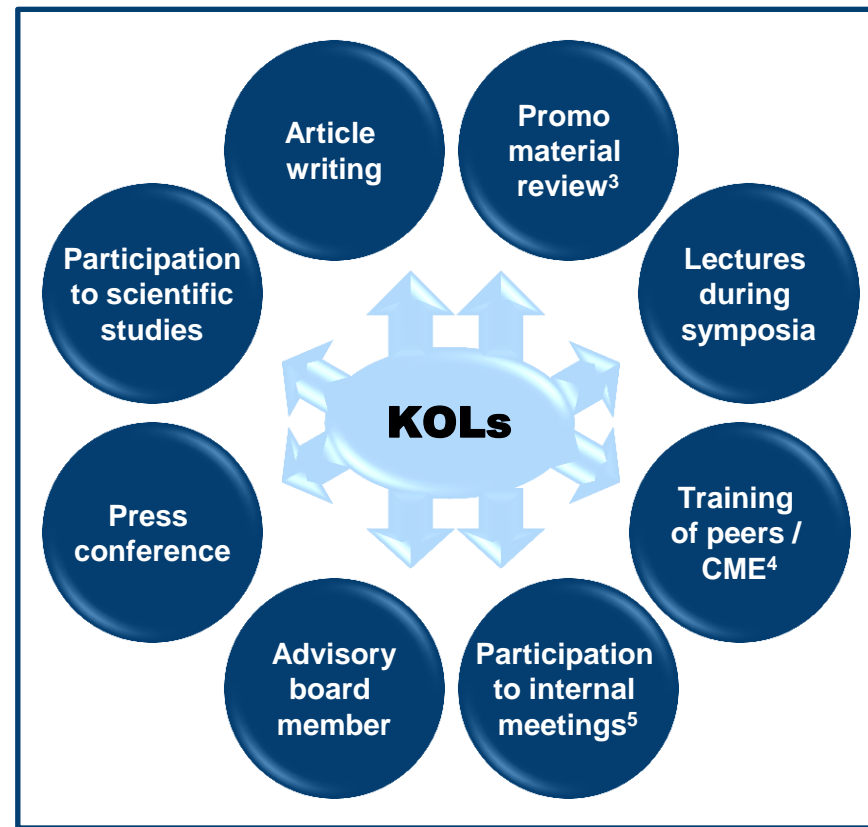 Article
writing
Promo
material
review³
Participation
to scientific
studies
Lectures
during
symposia
KOLs
Press
conference
Training
of peers /
CME⁴
Advisory
board
member
Participation
to internal
meetings⁵